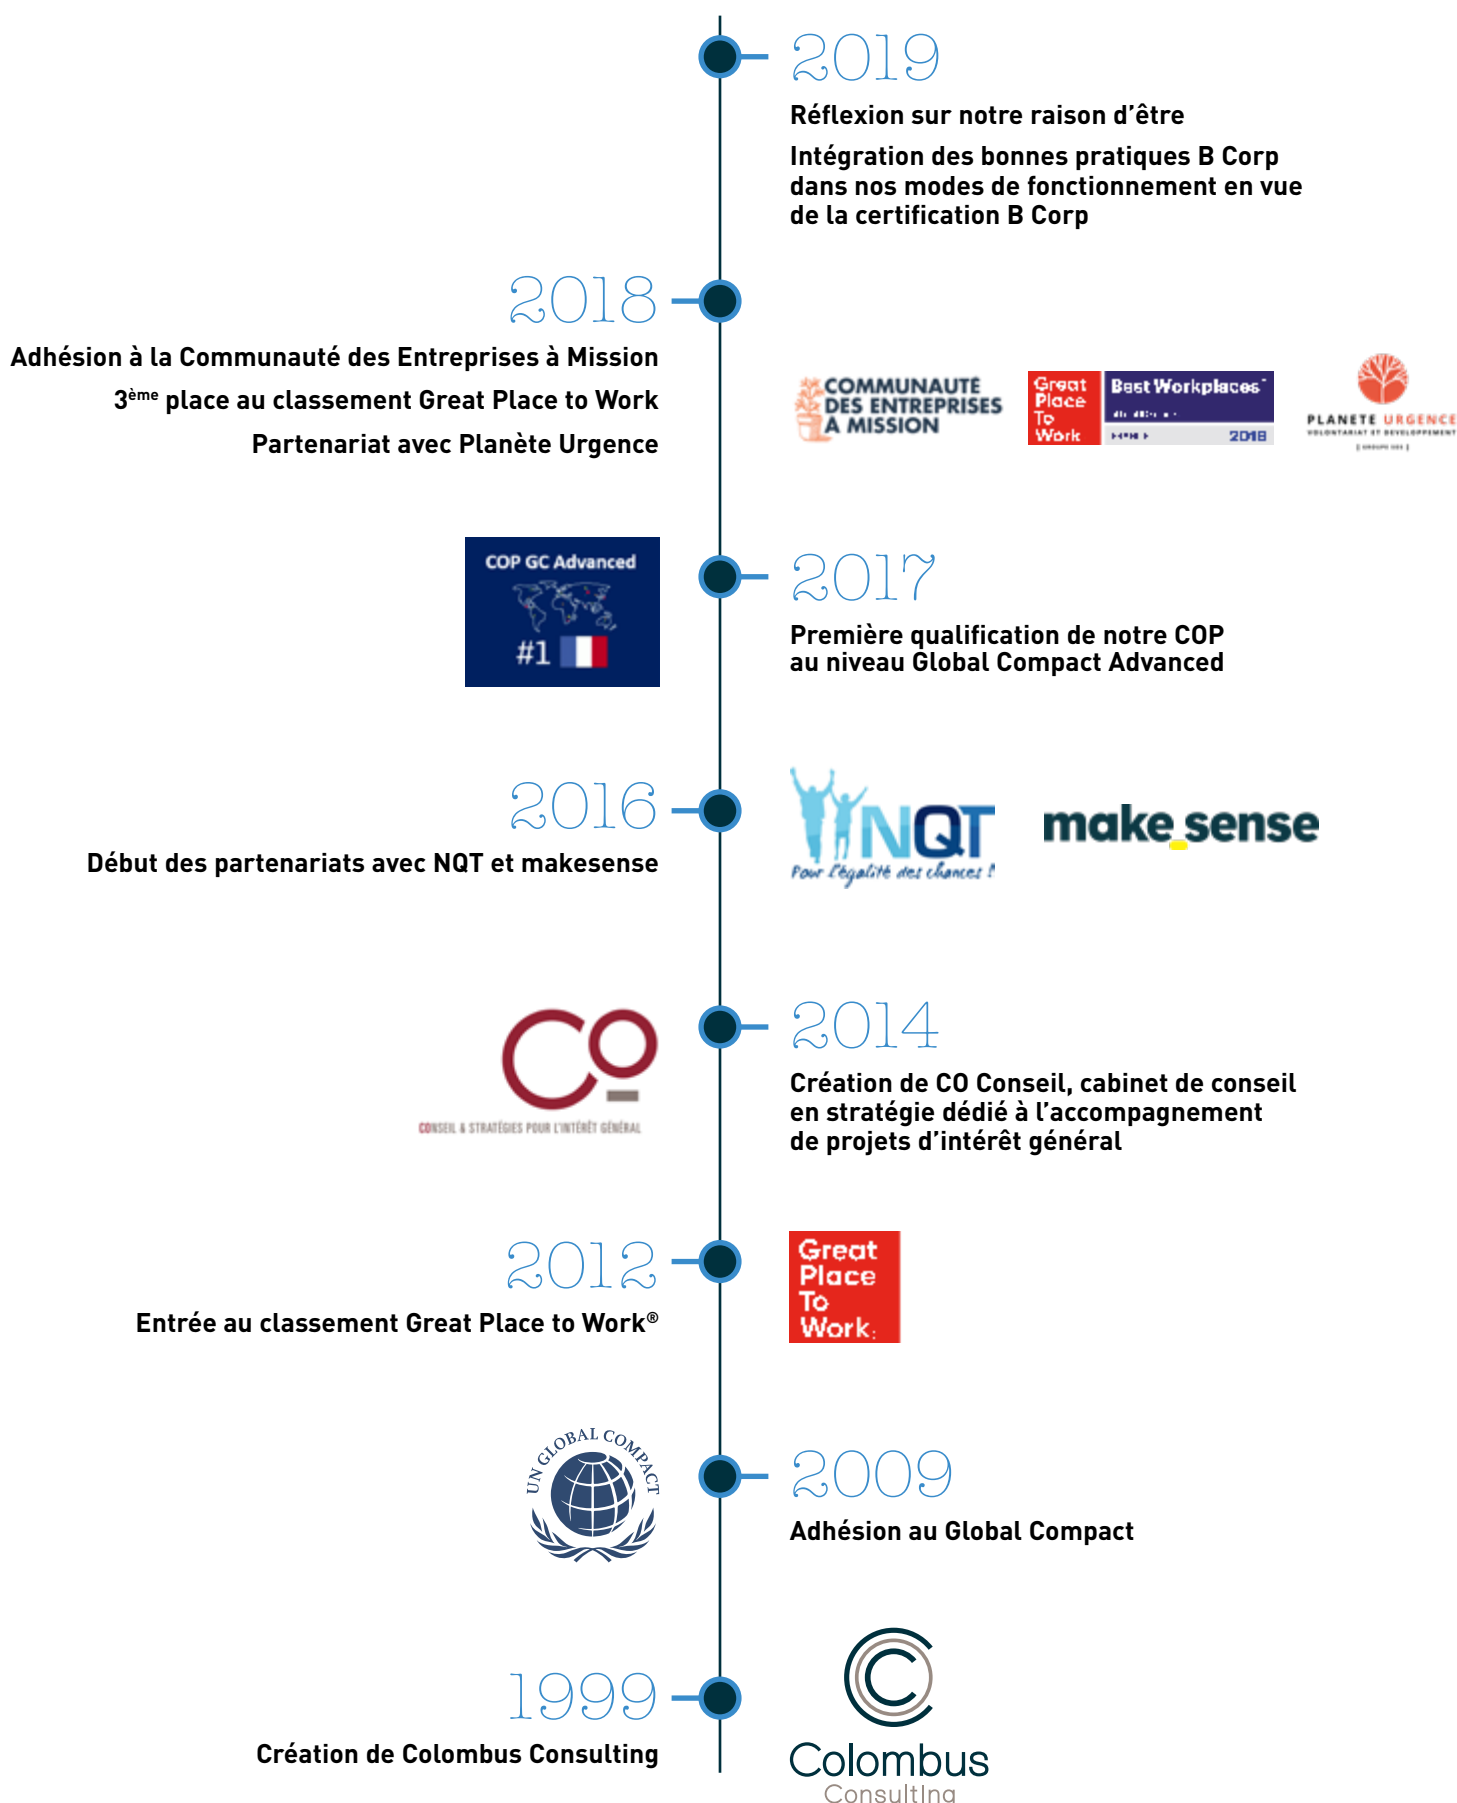 2019
Réflexion sur notre raison d’être
Intégration des bonnes pratiques B Corp
dans nos modes de fonctionnement en vue
de la certification B Corp
2018
Adhésion à la Communauté des Entreprises à Mission
3ème place au classement Great Place to Work
Partenariat avec Planète Urgence
COMMUNAUTÉ
DES ENTREPRISES
À MISSION
Great
Place
To
Work
Best Workplaces™
2018
PLANETE URGENCE
VOLONTARIAT ET DEVELOPPEMENT
COP GC Advanced
#1
2017
Première qualification de notre COP
au niveau Global Compact Advanced
2016
Début des partenariats avec NQT et makesense
NQT
Pour l'égalité des chances !
make_sense
CO
CONSEIL & STRATÉGIES POUR L'INTÉRÊT GÉNÉRAL
2014
Création de CO Conseil, cabinet de conseil
en stratégie dédié à l’accompagnement
de projets d’intérêt général
2012
Entrée au classement Great Place to Work®
Great
Place
To
Work.
UN GLOBAL COMPACT
2009
Adhésion au Global Compact
1999
Création de Colombus Consulting
Colombus
Consulting